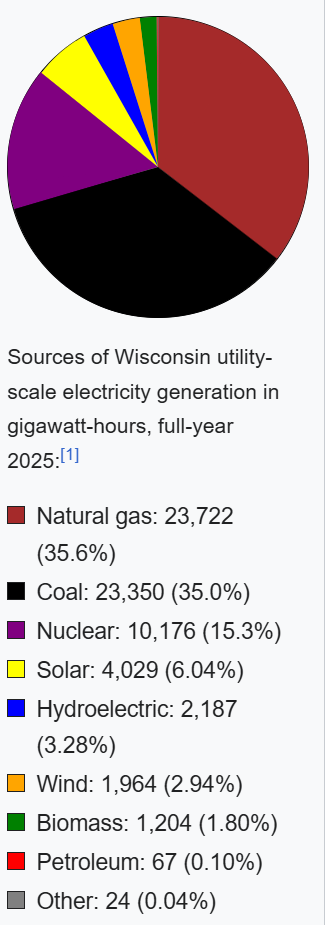 Sources of Wisconsin utility-
scale electricity generation in
gigawatt-hours, full-year
2025:[1]
Natural gas: 23,722
(35.6%)
Coal: 23,350 (35.0%)
Nuclear: 10,176 (15.3%)
Solar: 4,029 (6.04%)
Hydroelectric: 2,187
(3.28%)
Wind: 1,964 (2.94%)
Biomass: 1,204 (1.80%)
Petroleum: 67 (0.10%)
Other: 24 (0.04%)